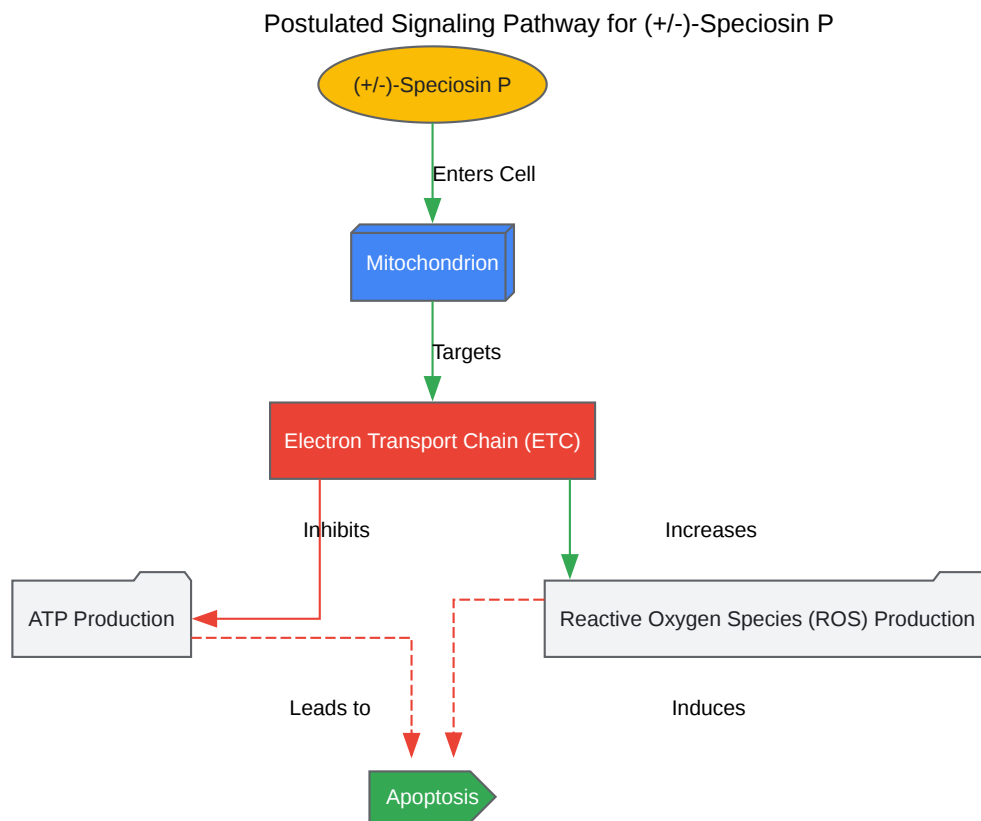 Postulated Signaling Pathway for (+/-)-Speciosin P
(+/-)-Speciosin P
Enters Cell
Mitochondrion
Targets
Electron Transport Chain (ETC)
Inhibits
Increases
ATP Production
Reactive Oxygen Species (ROS) Production
Leads to
Induces
Apoptosis